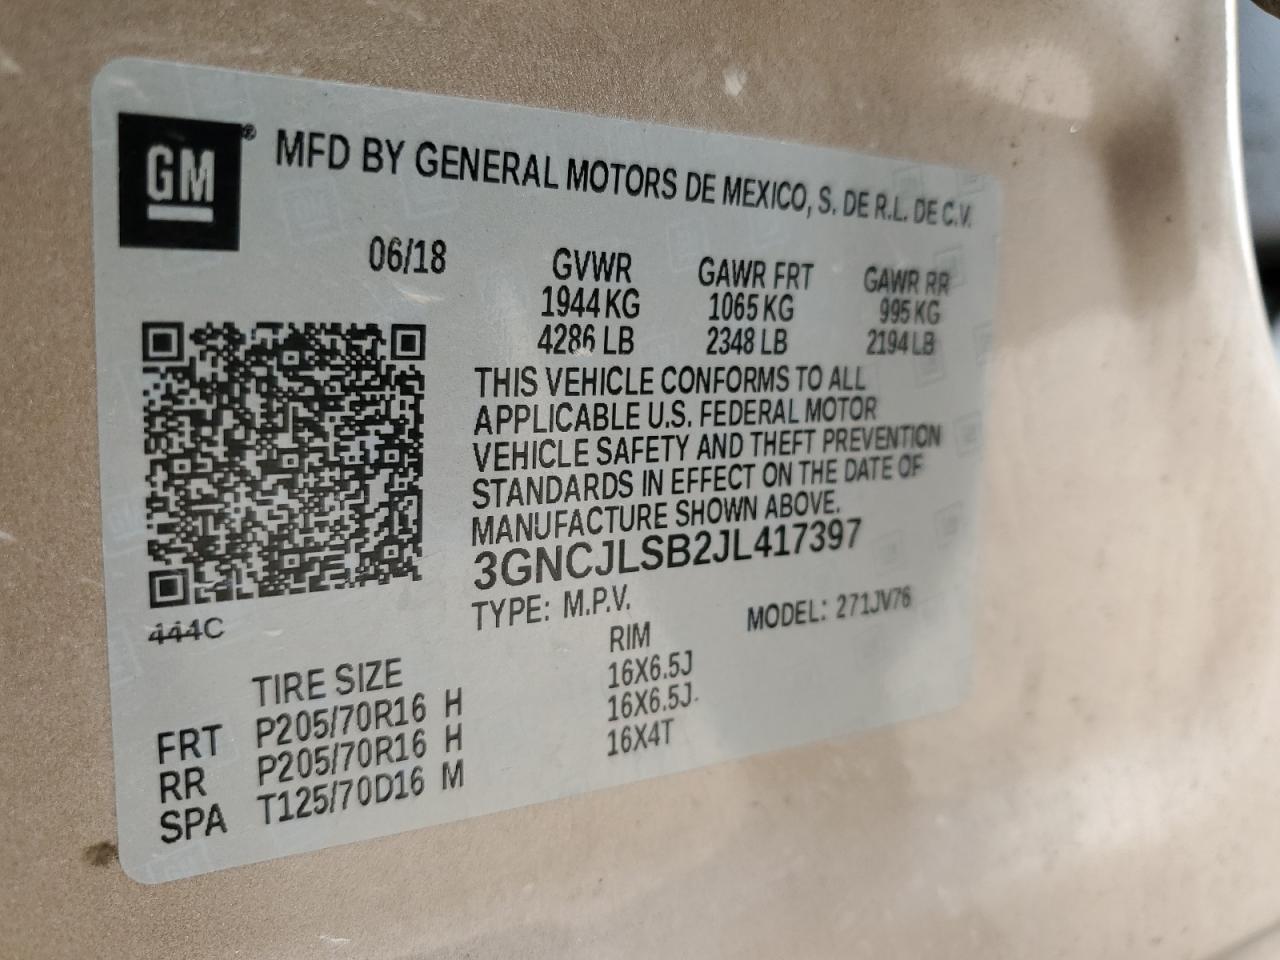 GM ® MFD BY GENERAL MOTORS DE MEXICO, S. DE R.L. DE C.V.
06/18 GVWR GAWR FRT GAWR RR
1944 KG 1065 KG 995 KG
4286 LB 2348 LB 2194 LB
THIS VEHICLE CONFORMS TO ALL
APPLICABLE U.S. FEDERAL MOTOR
VEHICLE SAFETY AND THEFT PREVENTION
STANDARDS IN EFFECT ON THE DATE OF
MANUFACTURE SHOWN ABOVE.
3GNCJLSB2JL417397
TYPE: M.P.V. MODEL: 271JV76
444C
TIRE SIZE RIM
FRT P205/70R16 H 16X6.5J
RR P205/70R16 H 16X6.5J
SPA T125/70D16 M 16X4T